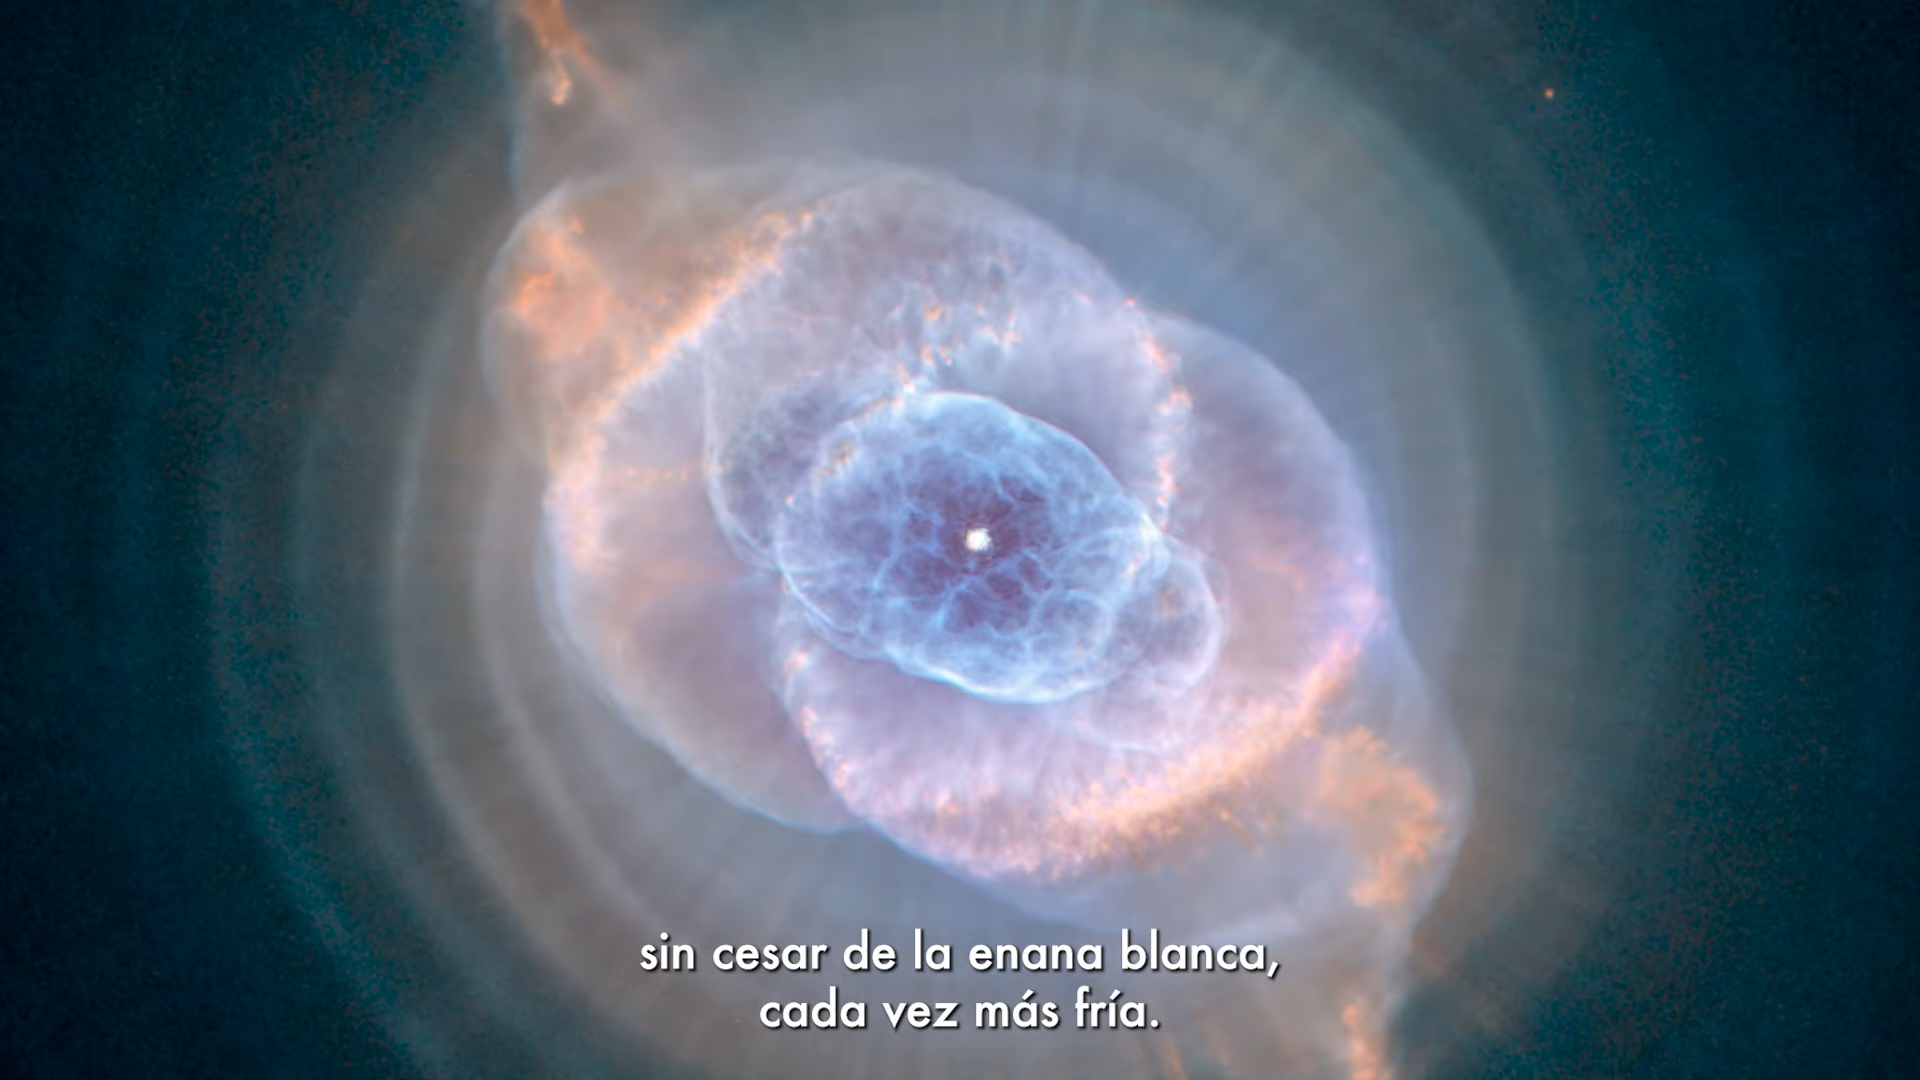 sin cesar de la enana blanca,
cada vez más fría.